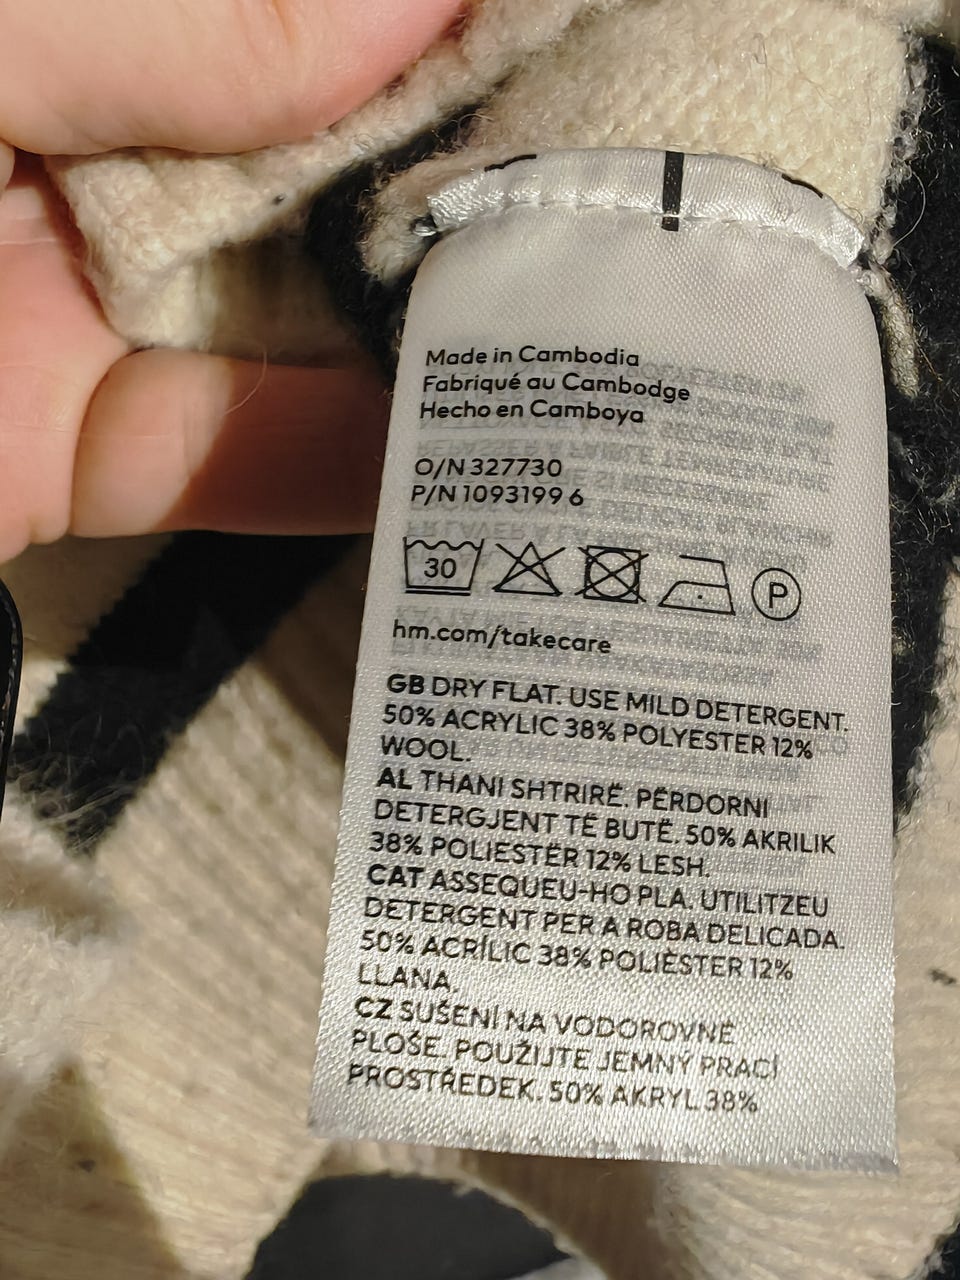 Made in Cambodia
Fabriqué au Cambodge
Hecho en Camboya
O/N 327730
P/N 1093199 6
30 P
hm.com/takecare
GB DRY FLAT. USE MILD DETERGENT.
50% ACRYLIC 38% POLYESTER 12%
WOOL.
AL THANI SHTRIRË. PËRDORNI
DETERGJENT TË BUTË. 50% AKRILIK
38% POLIESTËR 12% LESH.
CAT ASSEQUEU-HO PLA. UTILITZEU
DETERGENT PER A ROBA DELICADA.
50% ACRÍLIC 38% POLIÈSTER 12%
LLANA.
CZ SUŠENÍ NA VODOROVNÉ
PLOŠE. POUŽIJTE JEMNÝ PRACÍ
PROSTŘEDEK. 50% AKRYL 38%